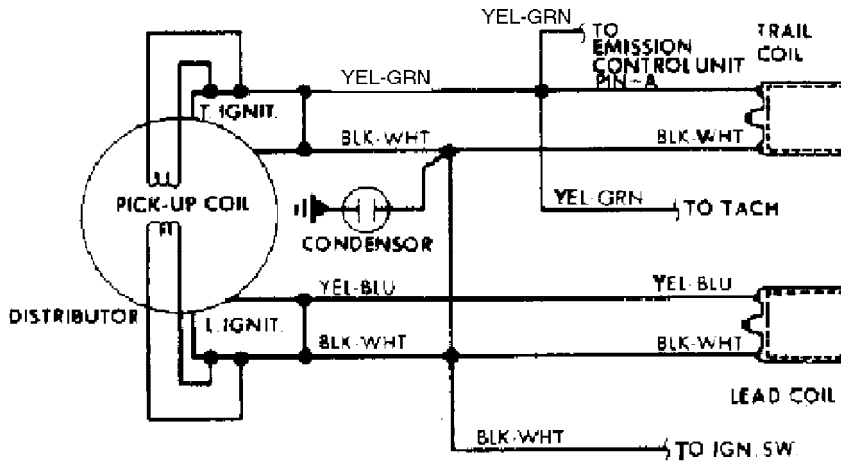 YEL-GRN
TO
EMISSION
CONTROL UNIT
PIN-A
TRAIL
COIL
YEL-GRN
T. IGNIT.
BLK-WHT
BLK-WHT
PICK-UP COIL
YEL-GRN
TO TACH
CONDENSOR
YEL-BLU
YEL-BLU
DISTRIBUTOR
L. IGNIT.
BLK-WHT
BLK-WHT
LEAD COIL
BLK-WHT
TO IGN. SW.